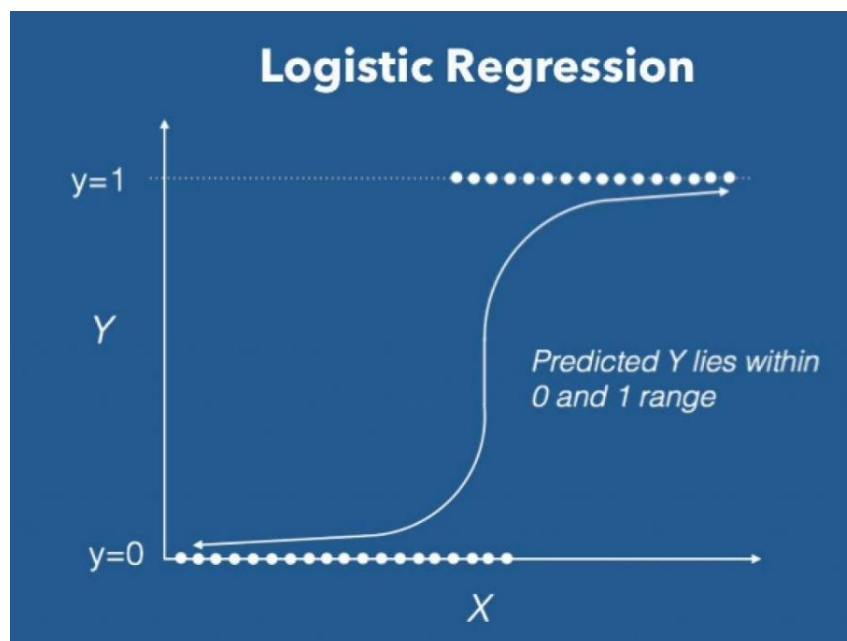 Logistic Regression
y=1
Y
Predicted Y lies within
0 and 1 range
y=0
X